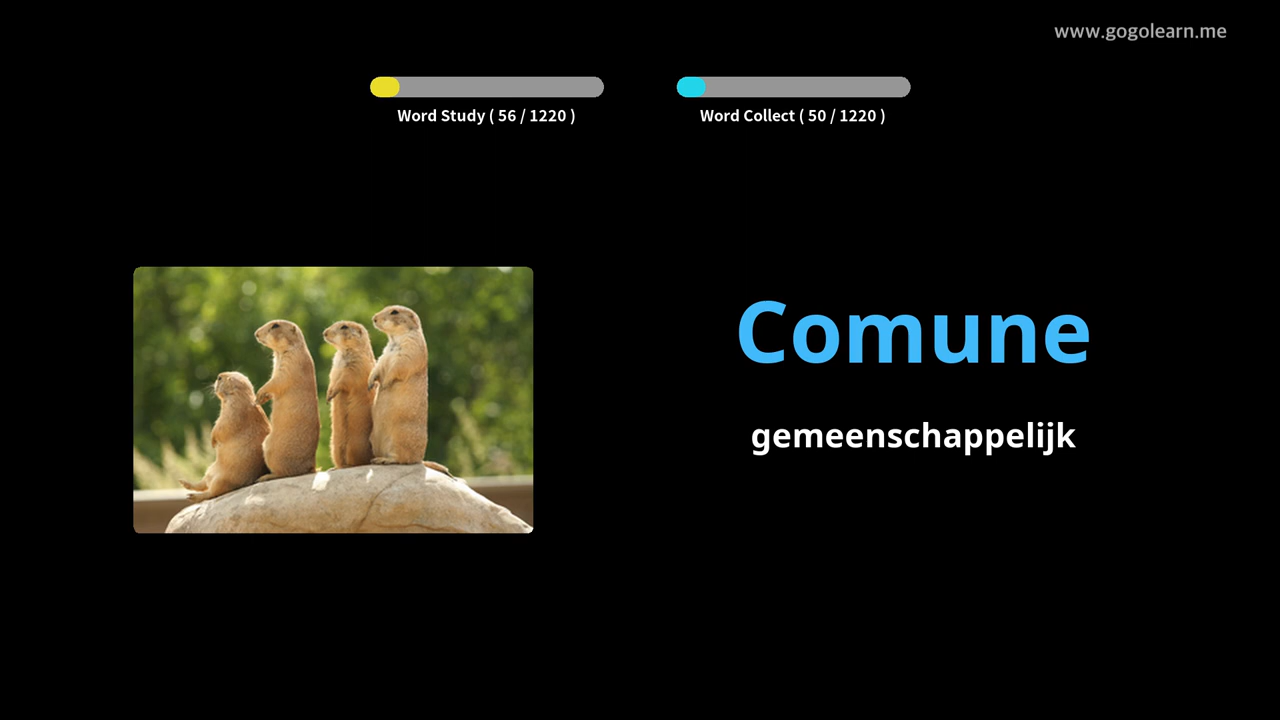 www.gogolearn.me
Word Study ( 56 / 1220 )
Word Collect ( 50 / 1220 )
Comune
gemeenschappelijk